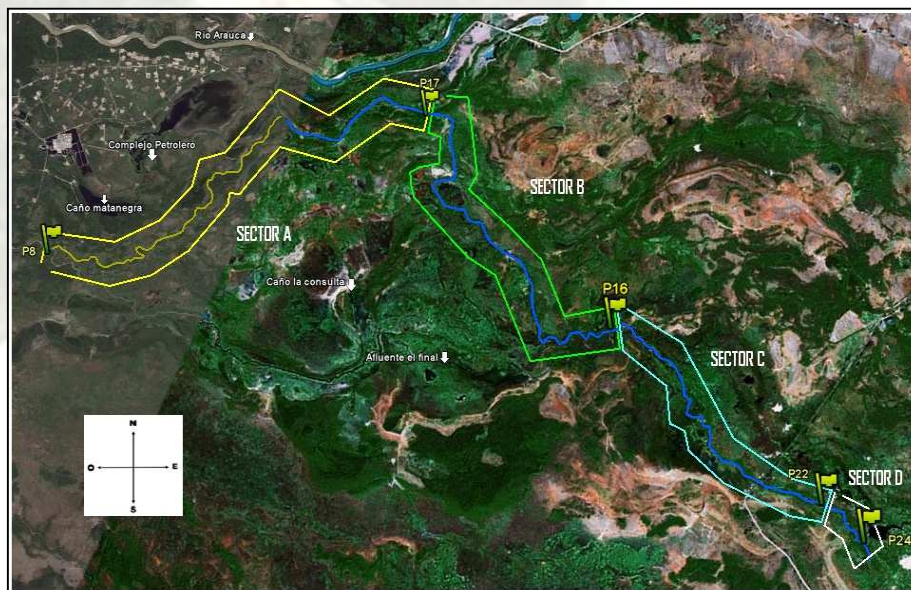 Río Arauca
P17
Complejo Petrolero
SECTOR B
Caño matanegra
SECTOR A
P8
Caño la consulta
P16
Afluente el final
SECTOR C
N
O
E
S
P22
SECTOR D
P24